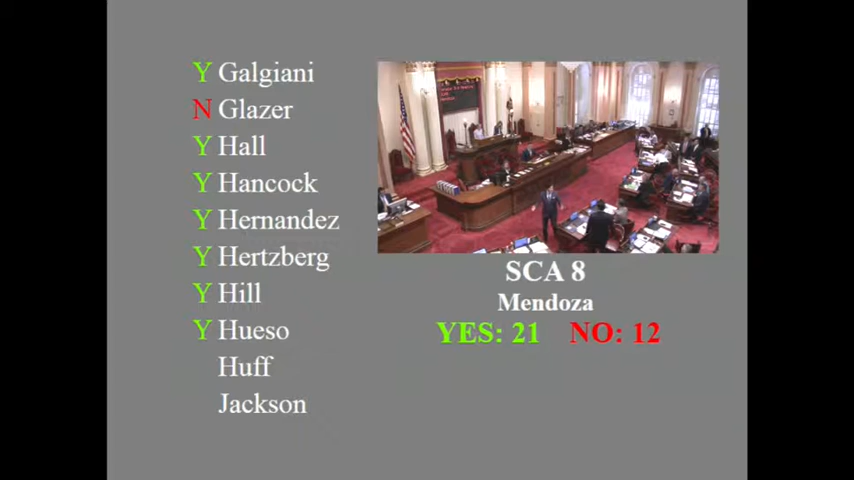 Y Galgiani
N Glazer
Y Hall
Y Hancock
Y Hernandez
Y Hertzberg
Y Hill
Y Hueso
Huff
Jackson
SCA 8
Mendoza
YES: 21 NO: 12